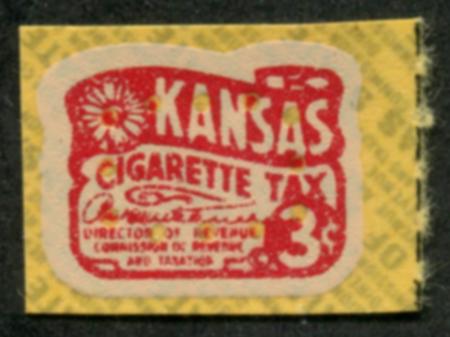 KANSAS
CIGARETTE TAX
DIRECTOR OF REVENUE
COMMISSION OF REVENUE
AND TAXATION
3¢